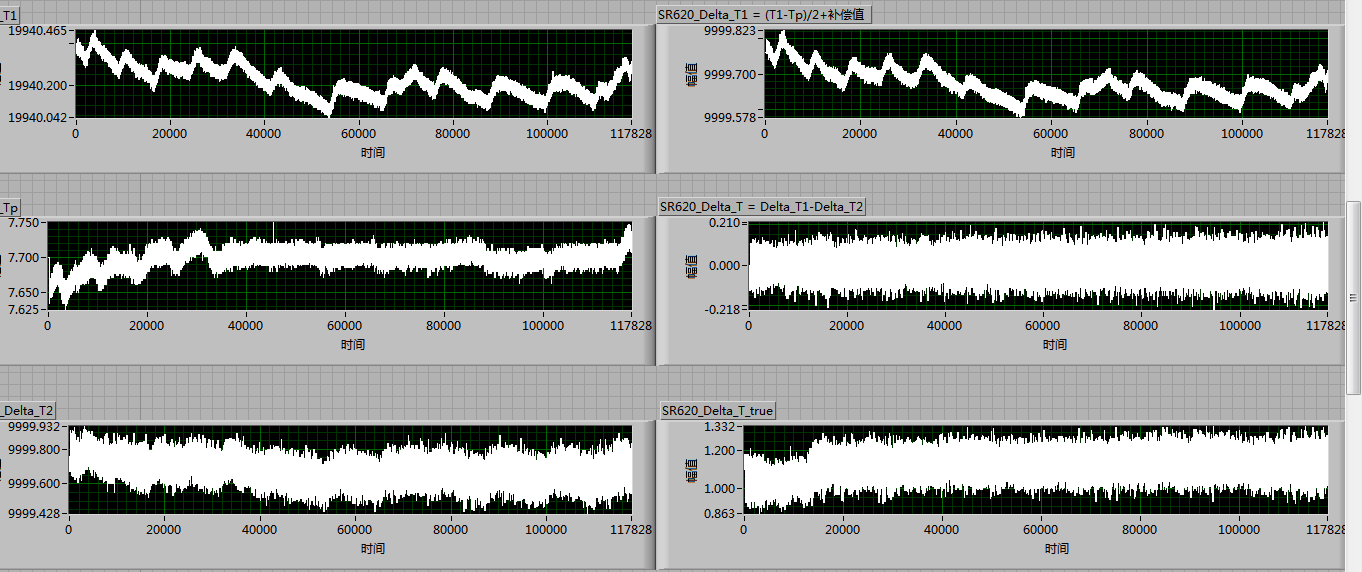 _T1
19940.465
19940.200
19940.042
0 20000 40000 60000 80000 100000 117828
时间
SR620_Delta_T1 = (T1-Tp)/2+补偿值
幅值
9999.823
9999.700
9999.578
0 20000 40000 60000 80000 100000 117828
时间
_Tp
7.750
7.700
7.650
7.625
0 20000 40000 60000 80000 100000 117828
时间
SR620_Delta_T = Delta_T1-Delta_T2
幅值
0.210
0.000
-0.218
0 20000 40000 60000 80000 100000 117828
时间
_Delta_T2
9999.932
9999.800
9999.600
9999.428
0 20000 40000 60000 80000 100000 117828
时间
SR620_Delta_T_true
幅值
1.332
1.200
1.000
0.863
0 20000 40000 60000 80000 100000 117828
时间